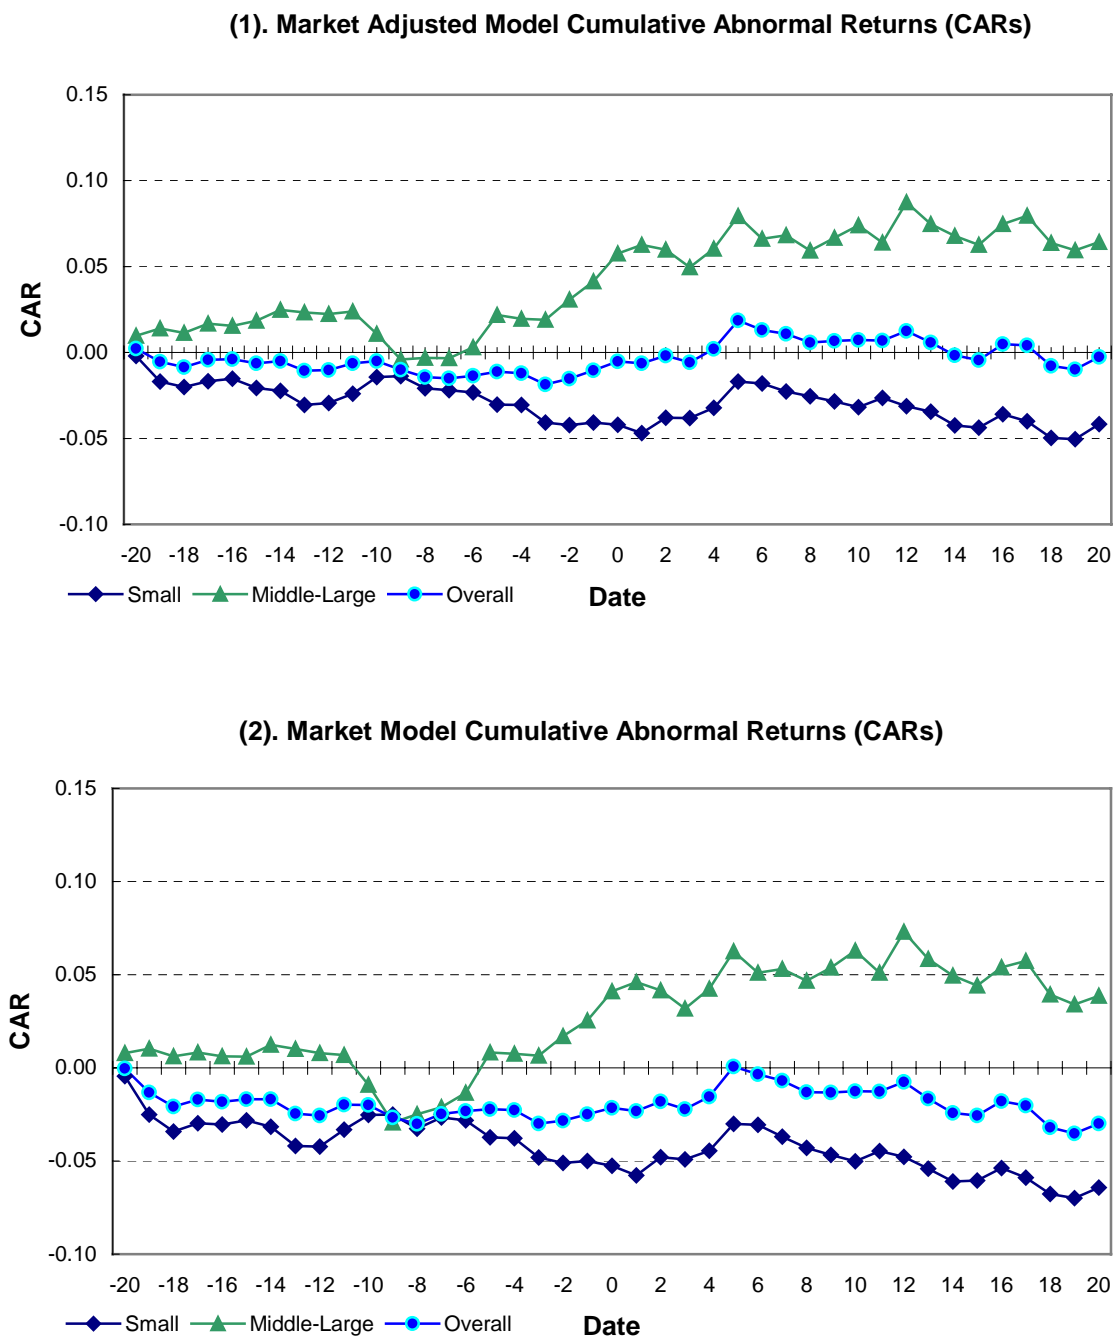 (1). Market Adjusted Model Cumulative Abnormal Returns (CARs)
0.15
0.10
0.05
0.00
-0.05
-0.10
CAR
-20 -18 -16 -14 -12 -10 -8 -6 -4 -2 0 2 4 6 8 10 12 14 16 18 20
Small Middle-Large Overall Date
(2). Market Model Cumulative Abnormal Returns (CARs)
0.15
0.10
0.05
0.00
-0.05
-0.10
CAR
-20 -18 -16 -14 -12 -10 -8 -6 -4 -2 0 2 4 6 8 10 12 14 16 18 20
Small Middle-Large Overall Date